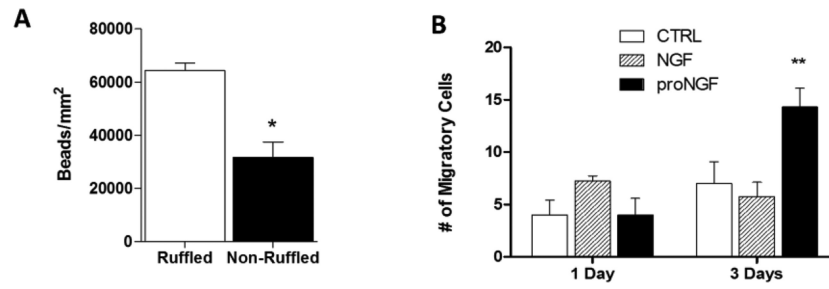 A
80000
60000
40000
20000
0
Beads/mm²
*
Ruffled Non-Ruffled
B
CTRL
NGF
proNGF
20
15
10
5
0
# of Migratory Cells
**
1 Day 3 Days